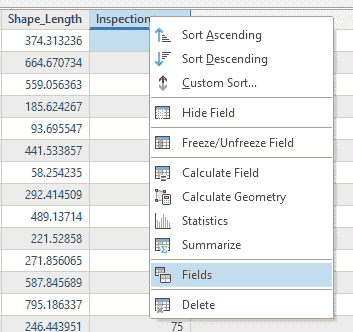 Shape_Length Inspection
374.313236 Sort Ascending
664.670734 Sort Descending
559.056363 Custom Sort...
185.624267
93.695547 Hide Field
441.533857 Freeze/Unfreeze Field
58.254235 Calculate Field
292.414509 Calculate Geometry
489.13714 Statistics
221.52858 Summarize
271.856065
587.845689 Fields
795.186337 Delete
246.443951 75